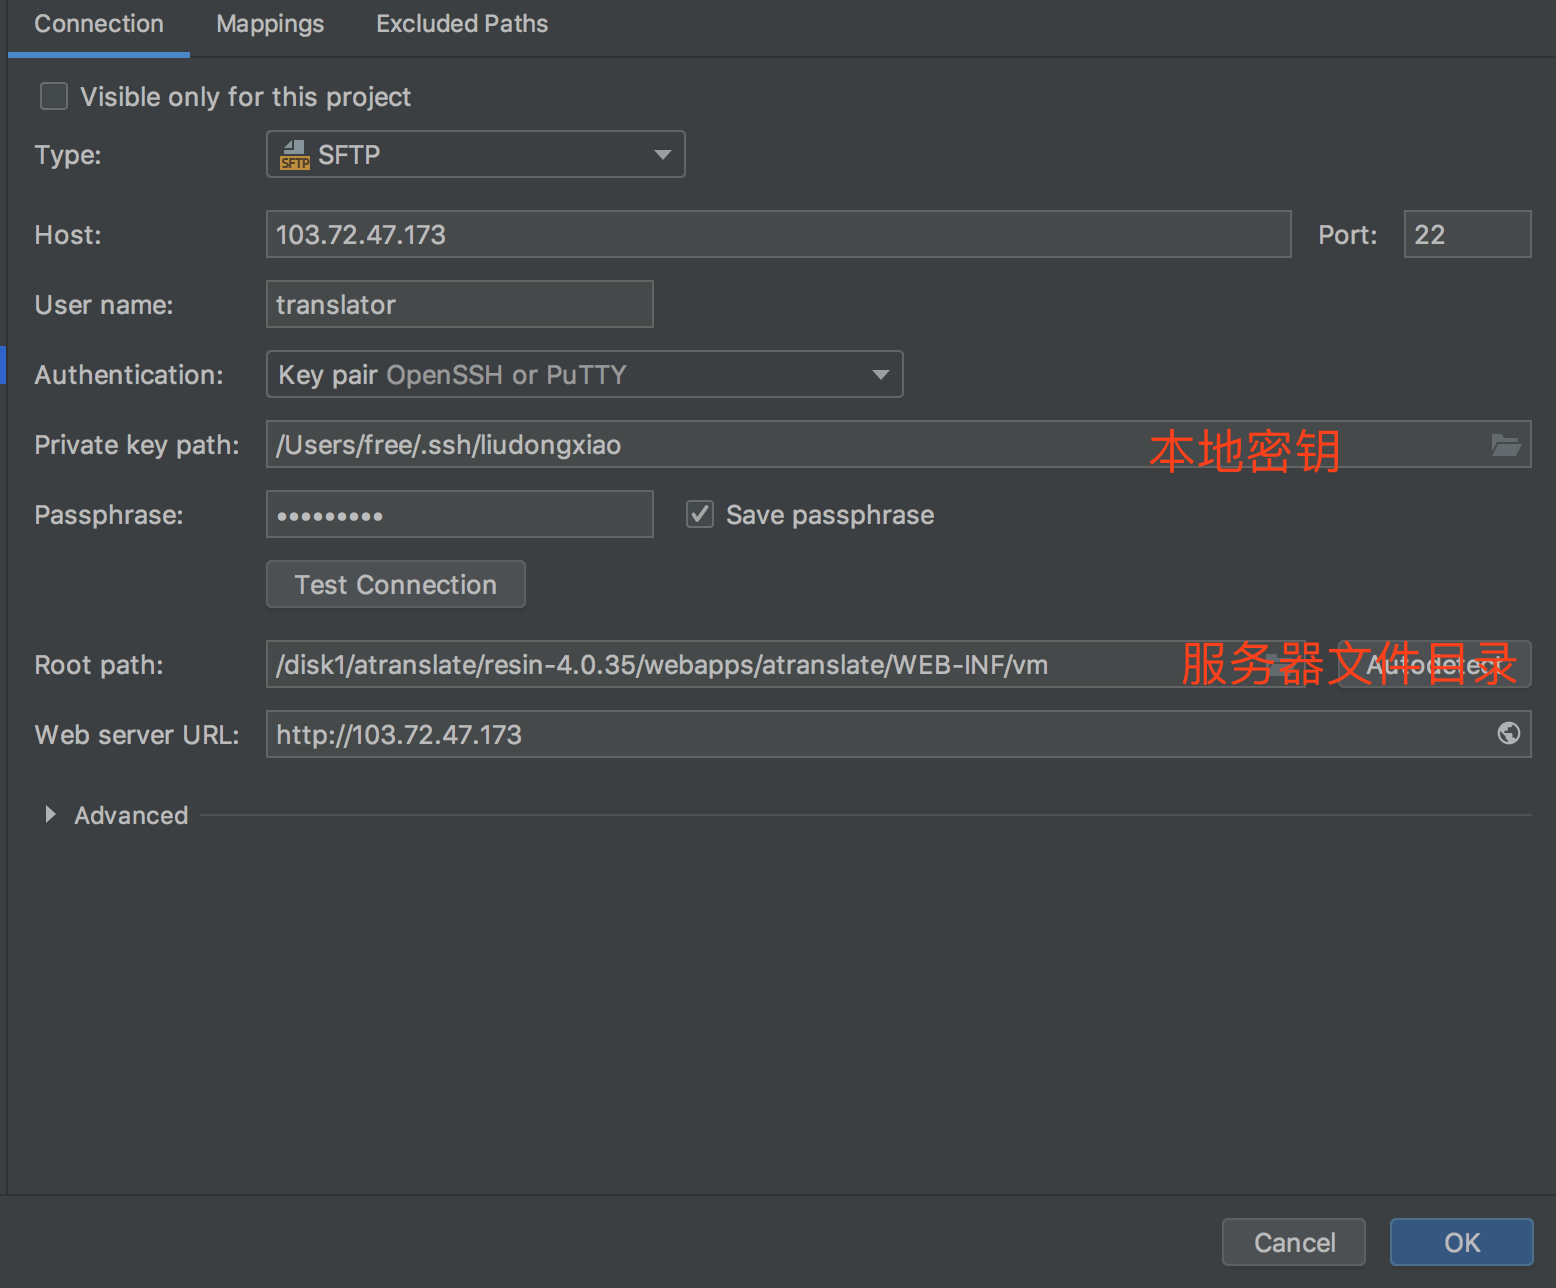 Connection Mappings Excluded Paths
Visible only for this project
Type: SFTP SFTP
Host: 103.72.47.173 Port: 22
User name: translator
Authentication: Key pair OpenSSH or PuTTY
Private key path: /Users/free/.ssh/liudongxiao 本地密钥
Passphrase: ••••••••• Save passphrase
Test Connection
Root path: /disk1/atranslate/resin-4.0.35/webapps/atranslate/WEB-INF/vm 服务器文件目录 Autodetect
Web server URL: http://103.72.47.173
Advanced
Cancel OK